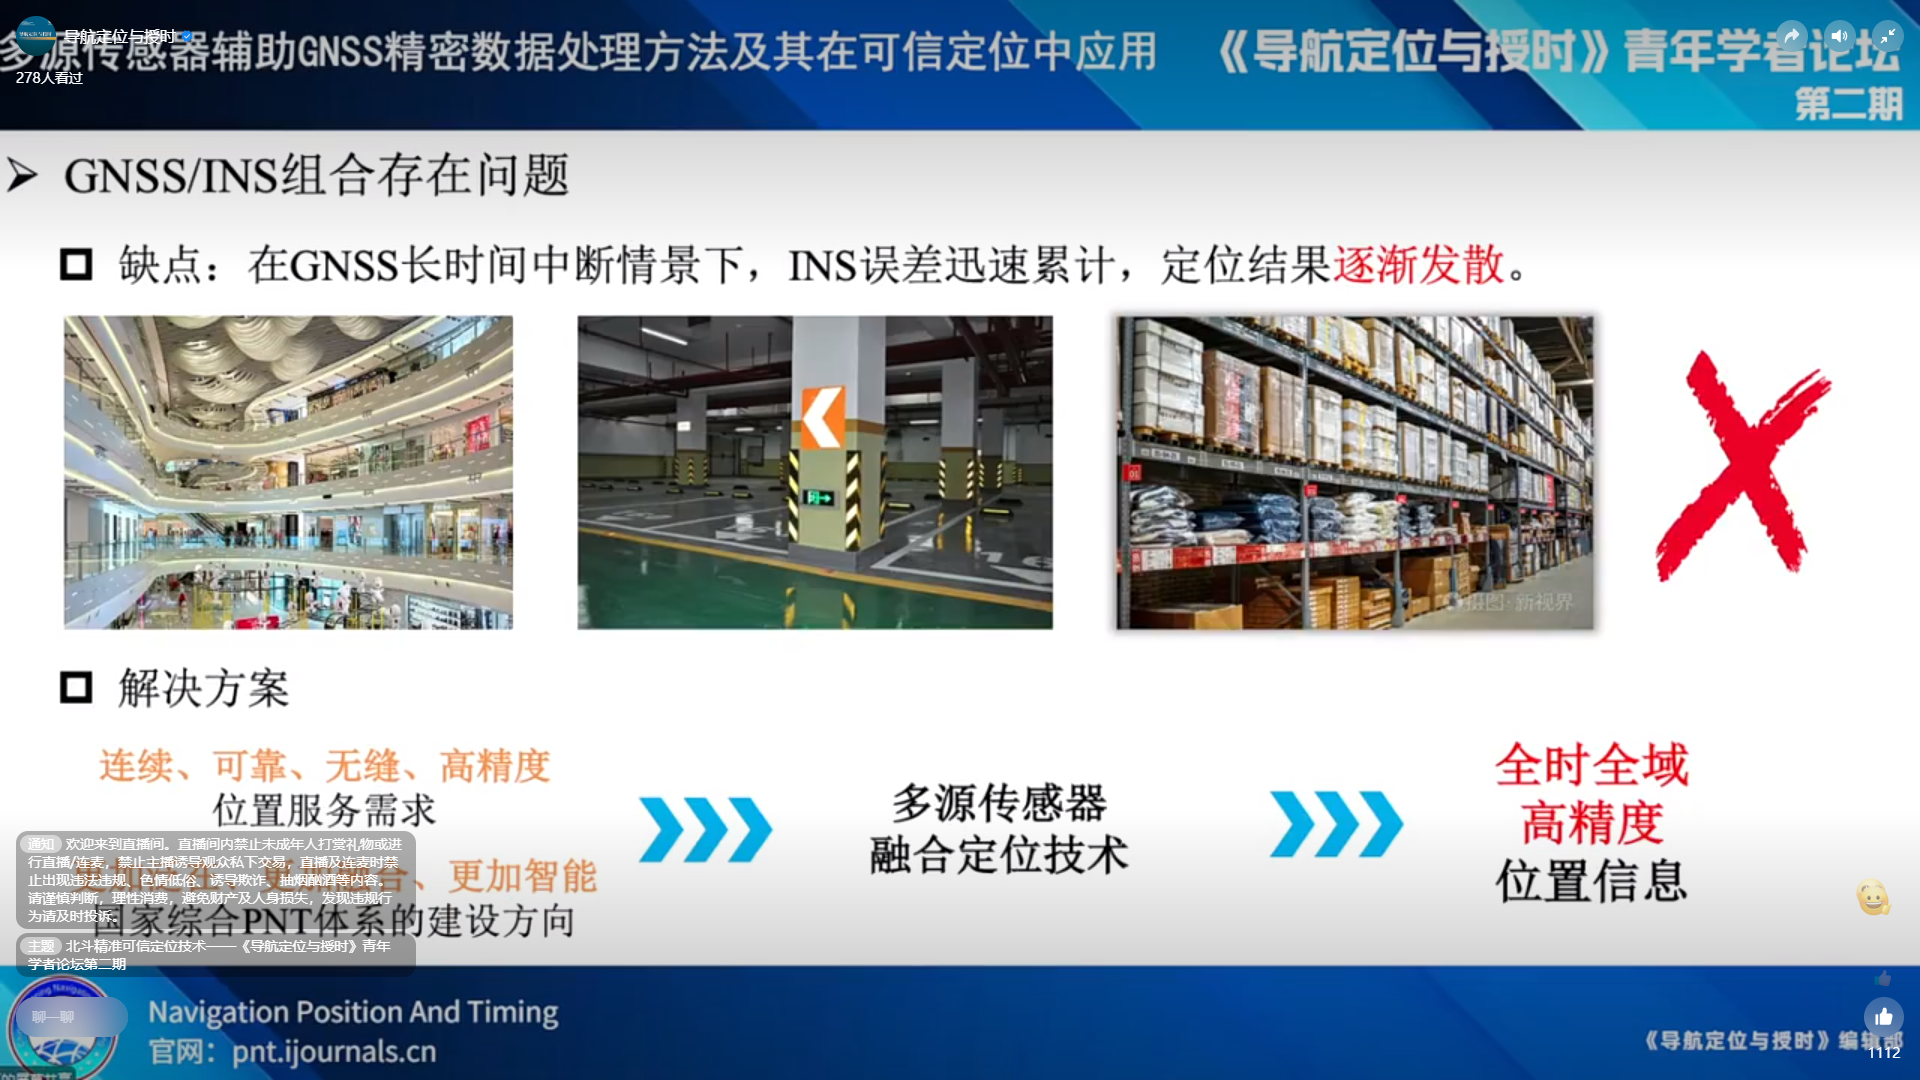 多源传感器辅助GNSS精密数据处理方法及其在可信定位中应用
《导航定位与授时》青年学者论坛
第二期
导航定位与授时
278人看过
GNSS/INS组合存在问题
缺点：在GNSS长时间中断情景下，INS误差迅速累计，定位结果逐渐发散。
摄图·新视界
解决方案
连续、可靠、无缝、高精度
位置服务需求
、更加智能
国家综合PNT体系的建设方向
多源传感器
融合定位技术
全时全域
高精度
位置信息
通知 欢迎来到直播间。直播间内禁止未成年人打赏礼物或进
行直播/连麦，禁止主播诱导观众私下交易，直播及连麦时禁
止出现违法违规、色情低俗、诱导欺诈、抽烟酗酒等内容。
请谨慎判断，理性消费，避免财产及人身损失，发现违规行
为请及时投诉。
主题 北斗精准可信定位技术——《导航定位与授时》青年
学者论坛第二期
聊一聊
Navigation Position And Timing
官网：pnt.ijournals.cn
《导航定位与授时》编辑部
1112